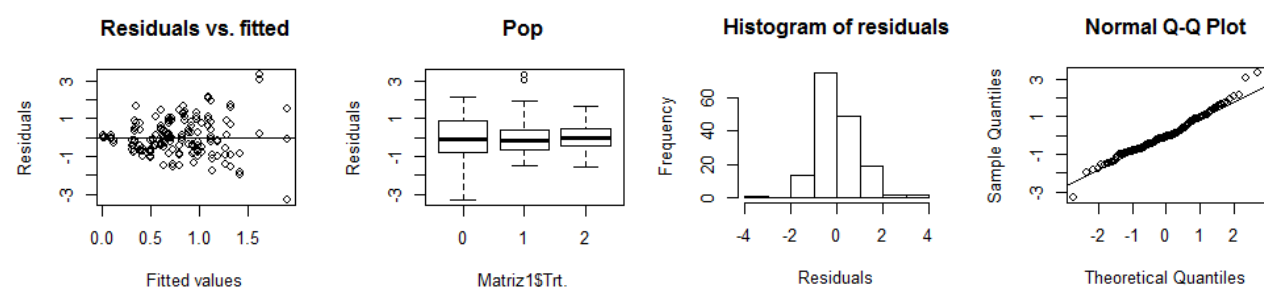 Residuals vs. fitted
Residuals
3
1
-1
-3
0.0 0.5 1.0 1.5
Fitted values
Pop
Residuals
3
1
-1
-3
0 1 2
Matriz1$Trt.
Histogram of residuals
Frequency
60
40
20
0
-4 -2 0 2 4
Residuals
Normal Q-Q Plot
Sample Quantiles
3
1
-1
-3
-2 -1 0 1 2
Theoretical Quantiles